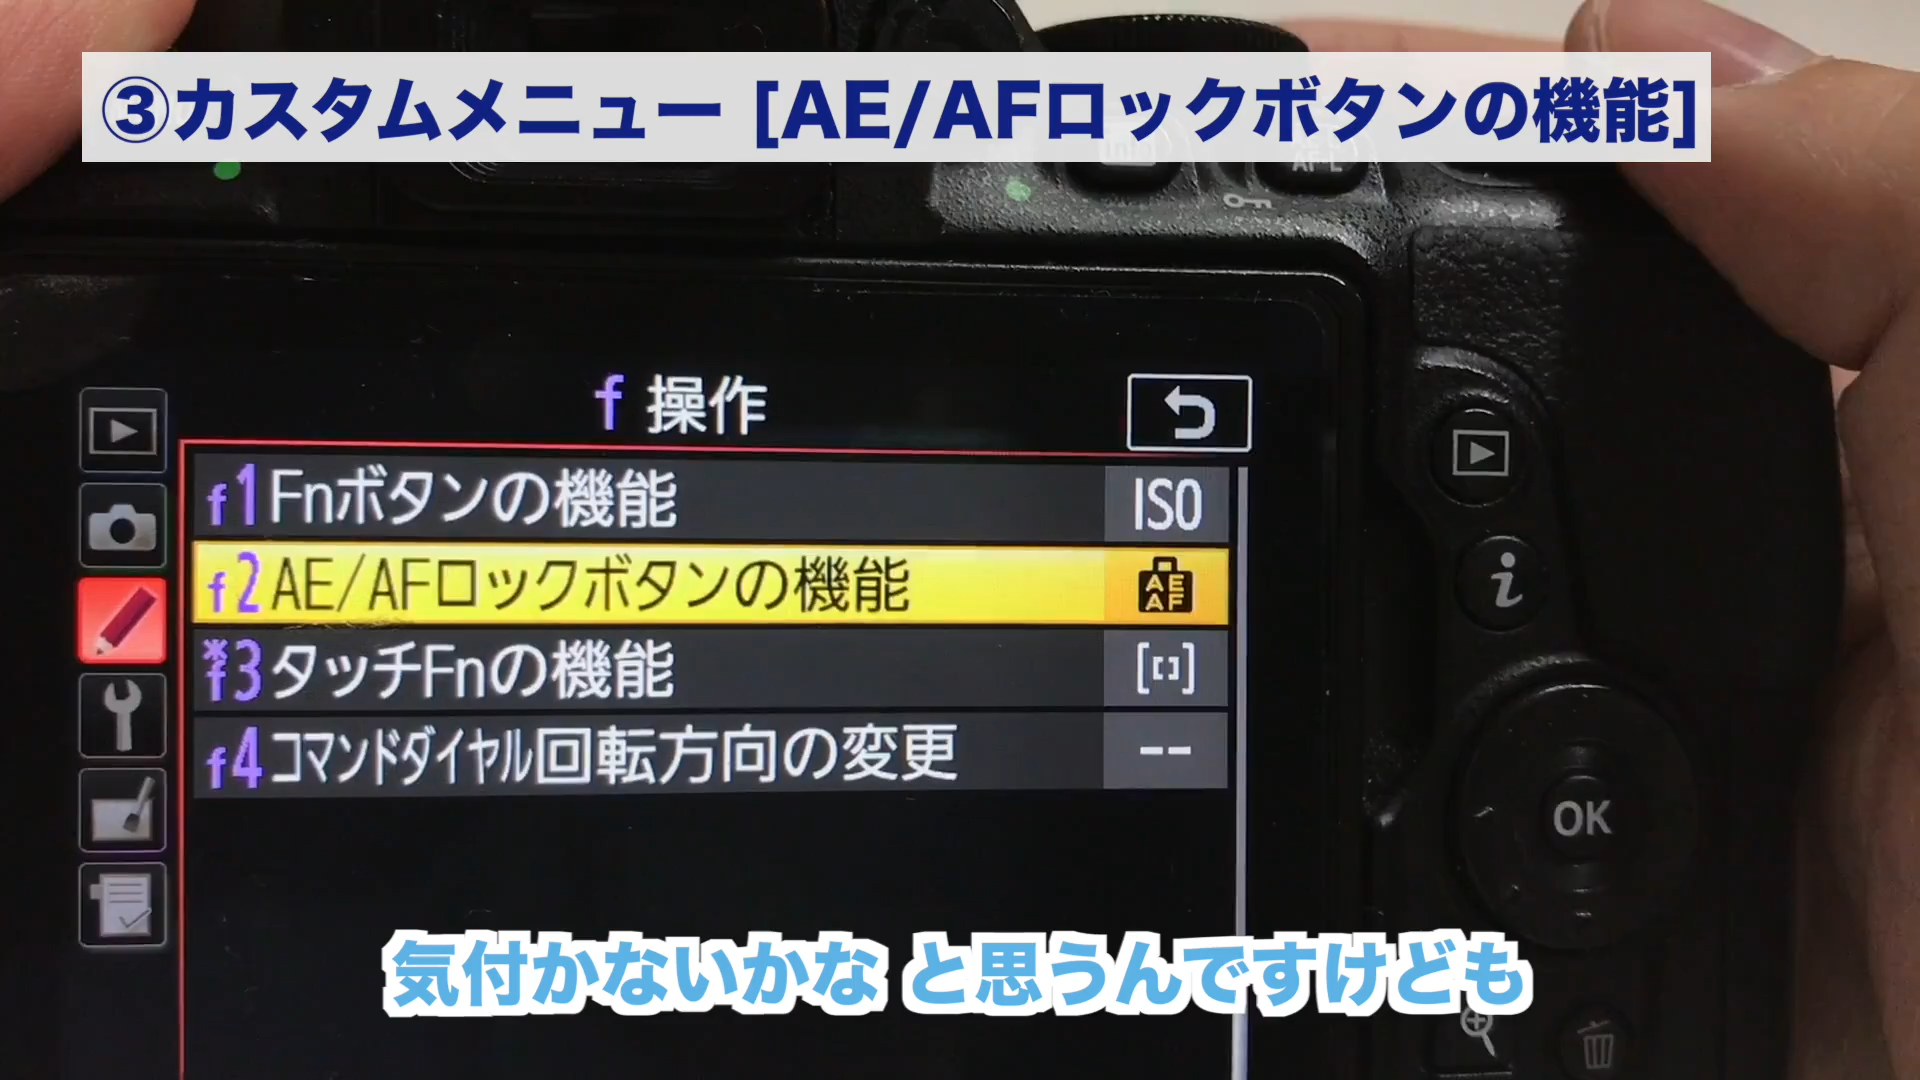 ③カスタムメニュー [AE/AFロックボタンの機能]
AF-L
f 操作
f1 Fnボタンの機能 ISO
f2 AE/AFロックボタンの機能 AE AF
*f3 タッチFnの機能 [[ ]]
f4 コマンドダイヤル回転方向の変更 --
i
OK
気付かないかな と思うんですけども